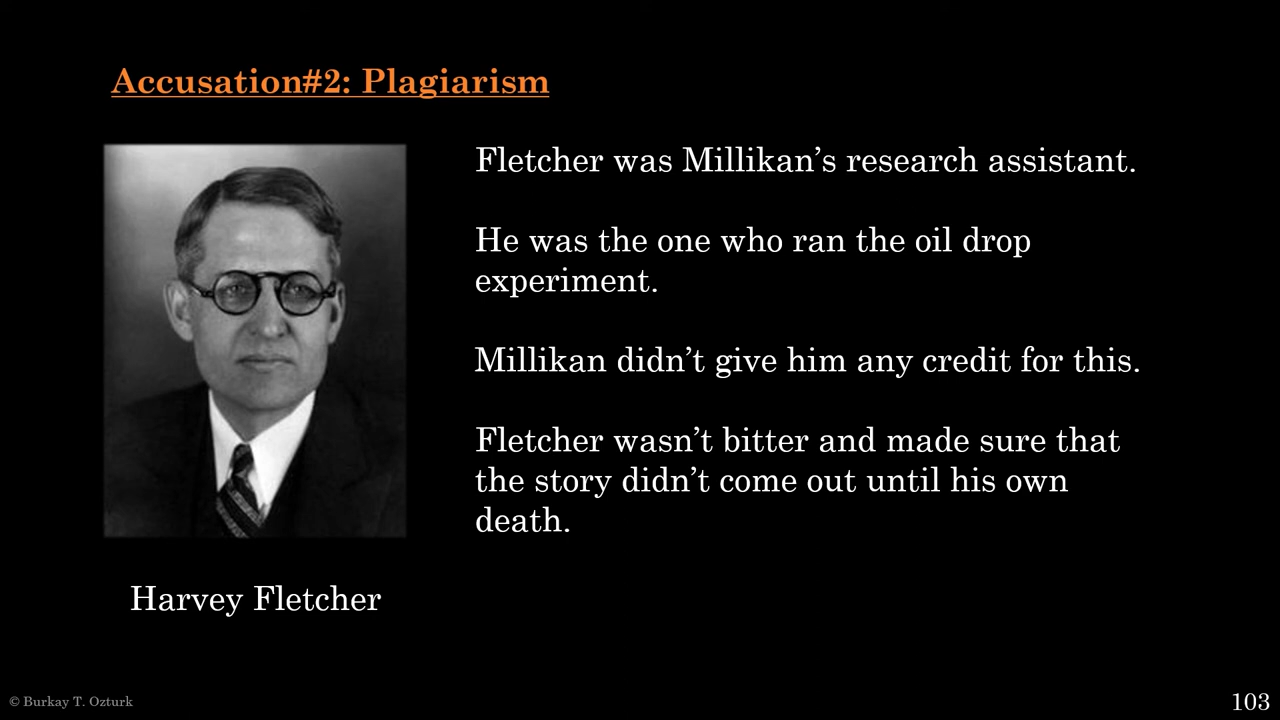 Accusation#2: Plagiarism
Fletcher was Millikan’s research assistant.
He was the one who ran the oil drop
experiment.
Millikan didn’t give him any credit for this.
Fletcher wasn’t bitter and made sure that
the story didn’t come out until his own
death.
Harvey Fletcher
© Burkay T. Ozturk
103